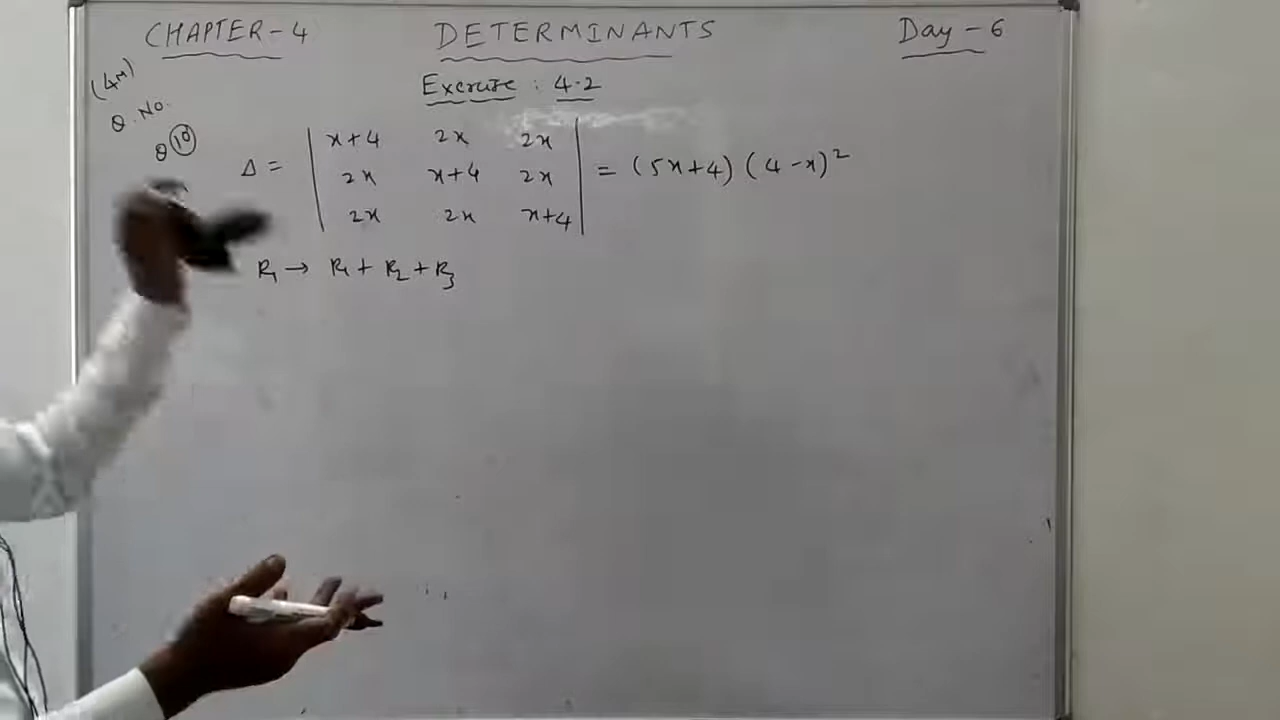 CHAPTER-4 DETERMINANTS Day-6
(4M) Exercise : 4.2
Q. No.
10
Δ = | x+4 2x 2x | = (5x+4) (4-x)²
2x x+4 2x
2x 2x x+4
R₁ → R₁ + R₂ + R₃